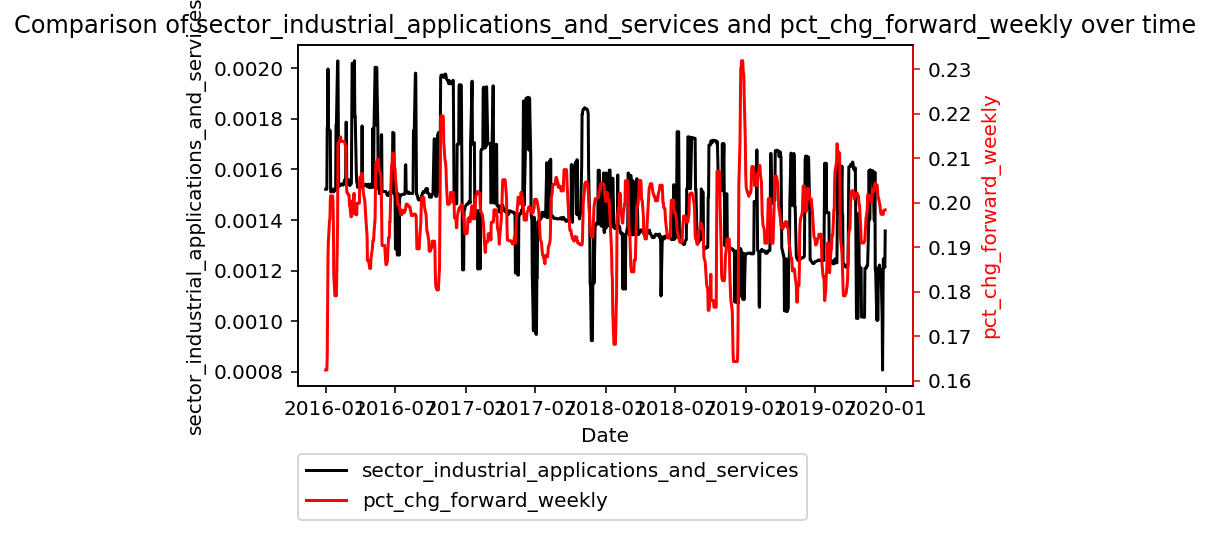 Comparison of sector_industrial_applications_and_services and pct_chg_forward_weekly over time
sector_industrial_applications_and_services
0.0020
0.0018
0.0016
0.0014
0.0012
0.0010
0.0008
0.23
0.22
0.21
0.20
0.19
0.18
0.17
0.16
pct_chg_forward_weekly
2016-01 2016-07 2017-01 2017-07 2018-01 2018-07 2019-01 2019-07 2020-01
Date
sector_industrial_applications_and_services
pct_chg_forward_weekly